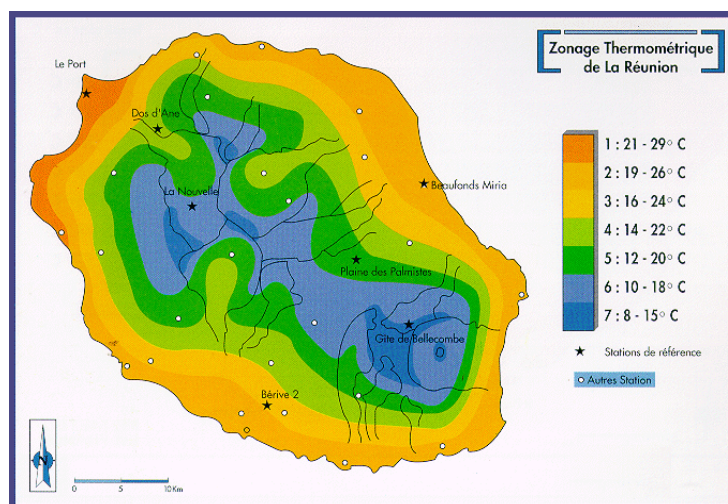 Zonage Thermométrique
de La Réunion
Le Port
Dos d'Ane
La Nouvelle
Beaufonds Miria
Plaine des Palmistes
Gîte de Bellecombe
Bérive 2
1 : 21 - 29° C
2 : 19 - 26° C
3 : 16 - 24° C
4 : 14 - 22° C
5 : 12 - 20° C
6 : 10 - 18° C
7 : 8 - 15° C
Stations de référence
Autres Station
N
0 5 10 Km